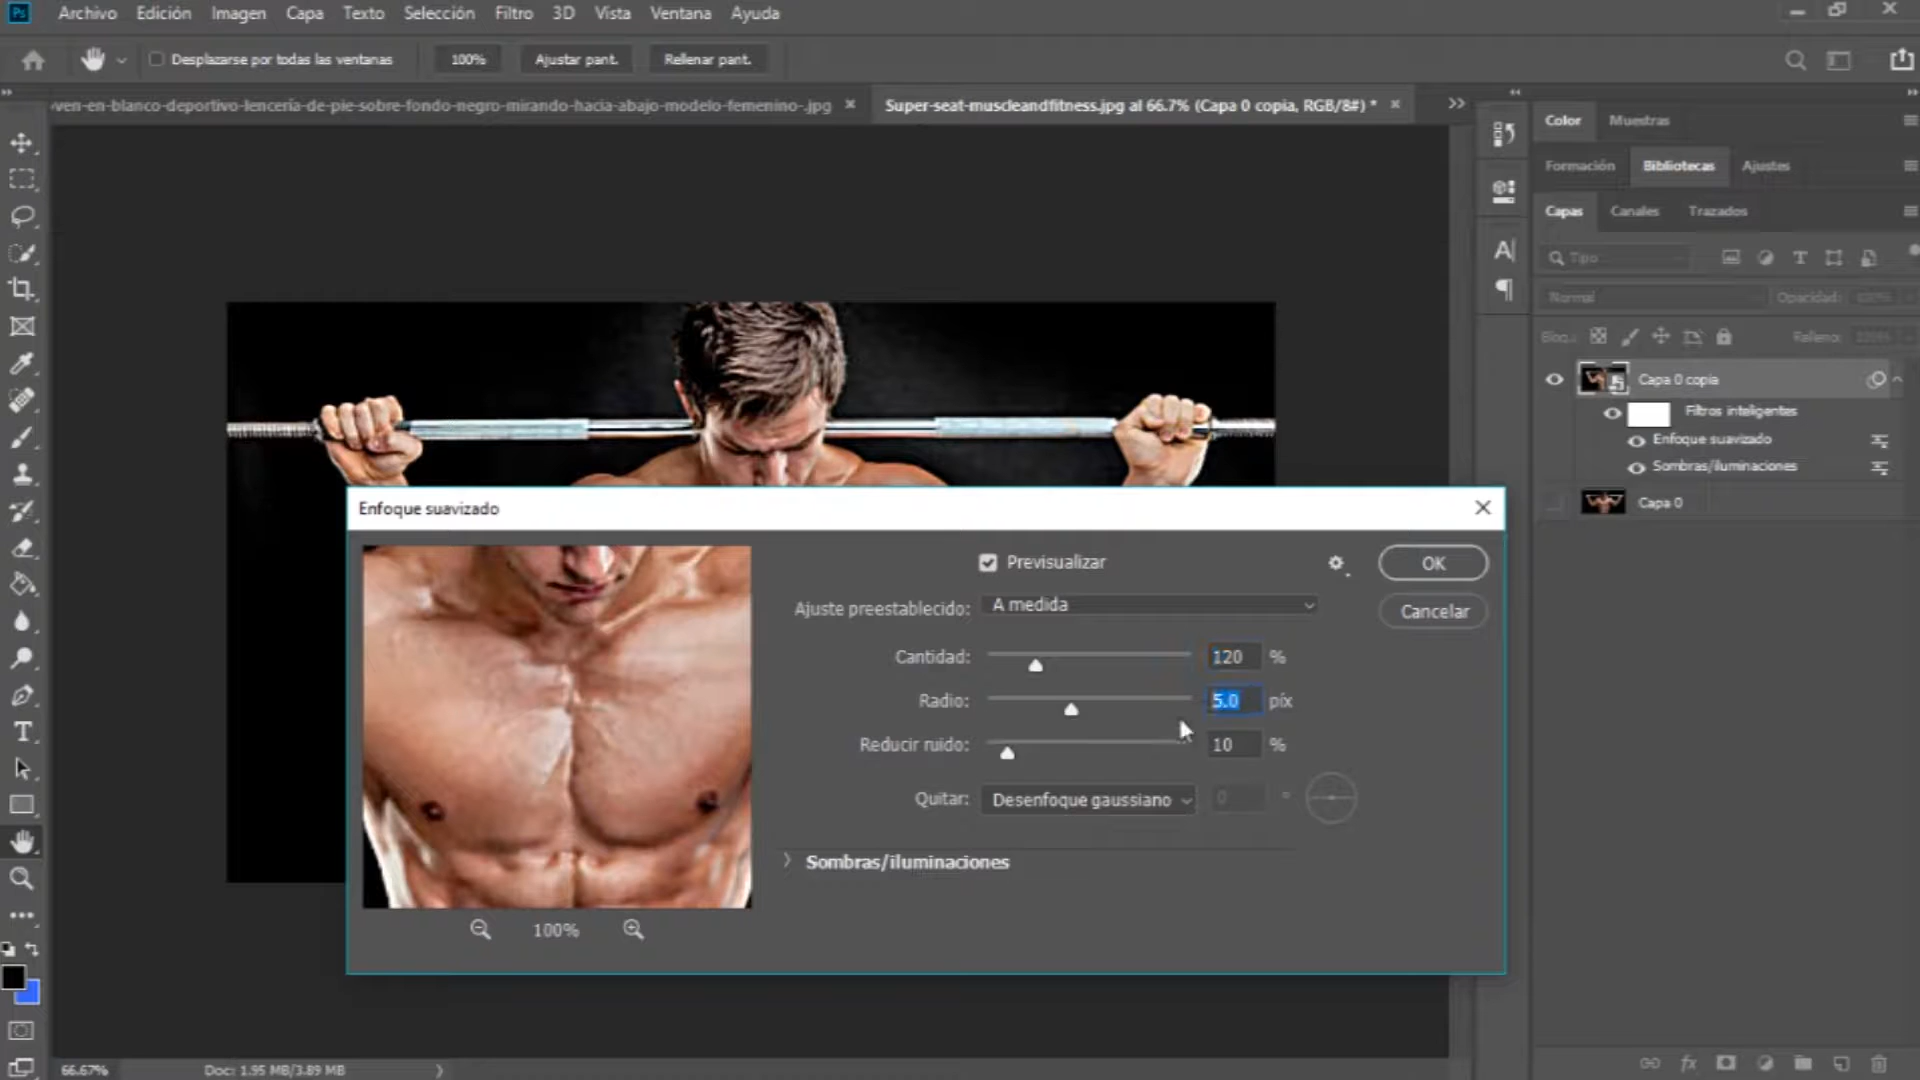 Ps Archivo Edición Imagen Capa Texto Selección Filtro 3D Vista Ventana Ayuda
Desplazarse por todas las ventanas 100% Ajustar pant. Rellenar pant.
ven-en-blanco-deportivo-lencería-de-pie-sobre-fondo-negro-mirando-hacia-abajo-modelo-femenino-.jpg Super-seat-muscleandfitness.jpg al 66.7% (Capa 0 copia, RGB/8#) *
Color Muestras
Formación Bibliotecas Ajustes
Capas Canales Trazados
Tipo
Normal Opacidad:
Bloq.: Relleno:
Capa 0 copia
Filtros inteligentes
Enfoque suavizado
Sombras/iluminaciones
Capa 0
Enfoque suavizado
Previsualizar
OK
Ajuste preestablecido: A medida
Cancelar
Cantidad: 120 %
Radio: 5.0 píx
Reducir ruido: 10 %
Quitar: Desenfoque gaussiano 0 °
Sombras/iluminaciones
100%
66.67% Doc: 1.95 MB/3.89 MB